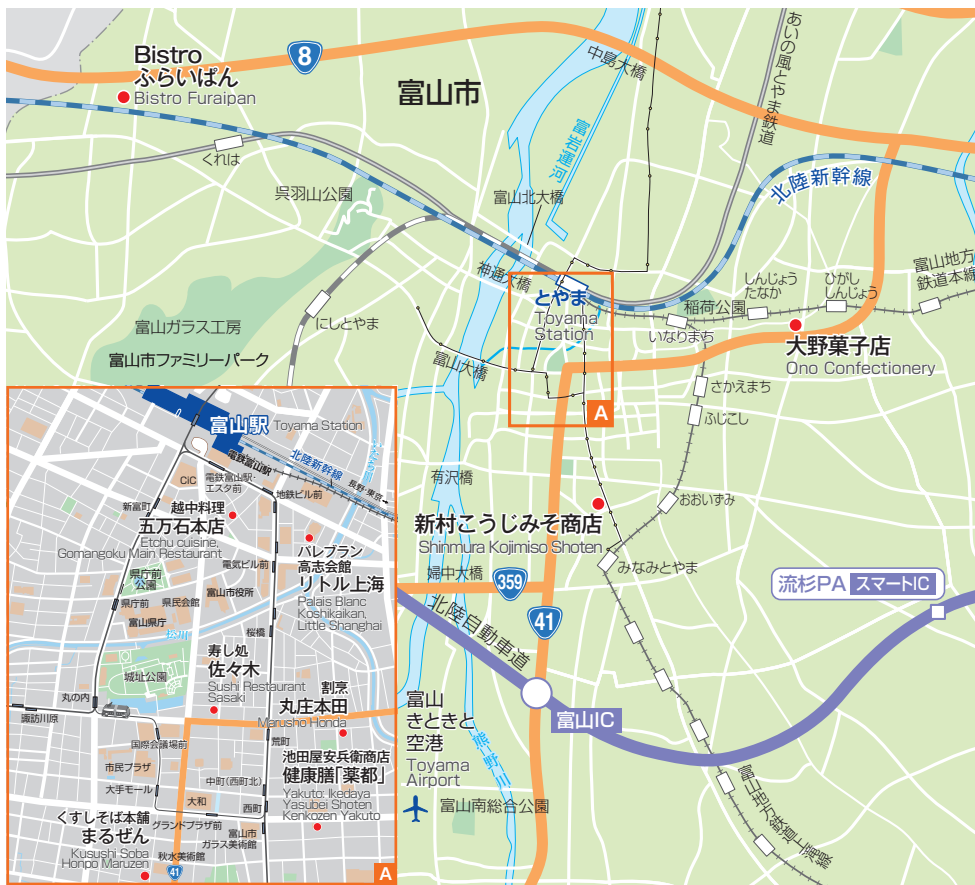 Bistro
ふらいぱん
Bistro Furaipan
8
富山市
中島大橋
あいの風とやま鉄道
富岩運河
くれは
呉羽山公園
富山北大橋
北陸新幹線
神通大橋
とやま
Toyama
Station
稲荷公園
いなりまち
しんじょう
たなか
ひがし
しんじょう
富山地方
鉄道本線
にしとやま
富山ガラス工房
富山市ファミリーパーク
富山大橋
大野菓子店
Ono Confectionery
A
さかえまち
ふじこし
有沢橋
おおいずみ
新村こうじみそ商店
Shinmura Kojimiso Shoten
みなみとやま
婦中大橋
359
41
流杉PA スマートIC
北陸自動車道
富山IC
富山
きときと
空港
Toyama
Airport
熊野川
富山南総合公園
富山地方鉄道上滝線
富山駅 Toyama Station
電鉄富山駅
北陸新幹線
長野・東京
CiC
電鉄富山駅・
エスタ前
地鉄ビル前
新富町
越中料理
五万石本店
Etchu cuisine,
Gomangoku Main Restaurant
パレブラン
高志会館
リトル上海
Palais Blanc
Koshikaikan,
Little Shanghai
電気ビル前
県庁前
公園
県庁前
県民会館
富山市役所
富山県庁
松川
桜橋
城址公園
寿し処
佐々木
Sushi Restaurant
Sasaki
割烹
丸庄本田
Marusho Honda
丸の内
諏訪川原
国際会議場前
荒町
市民プラザ
大手モール
中町(西町北)
池田屋安兵衛商店
健康膳「薬都」
Yakuto: Ikedaya
Yasubei Shoten
Kenkozen Yakuto
大和
西町
グランドプラザ前
富山市
ガラス美術館
くすしそば本舗
まるぜん
Kusushi Soba
Honpo Maruzen
秋水美術館
41
A